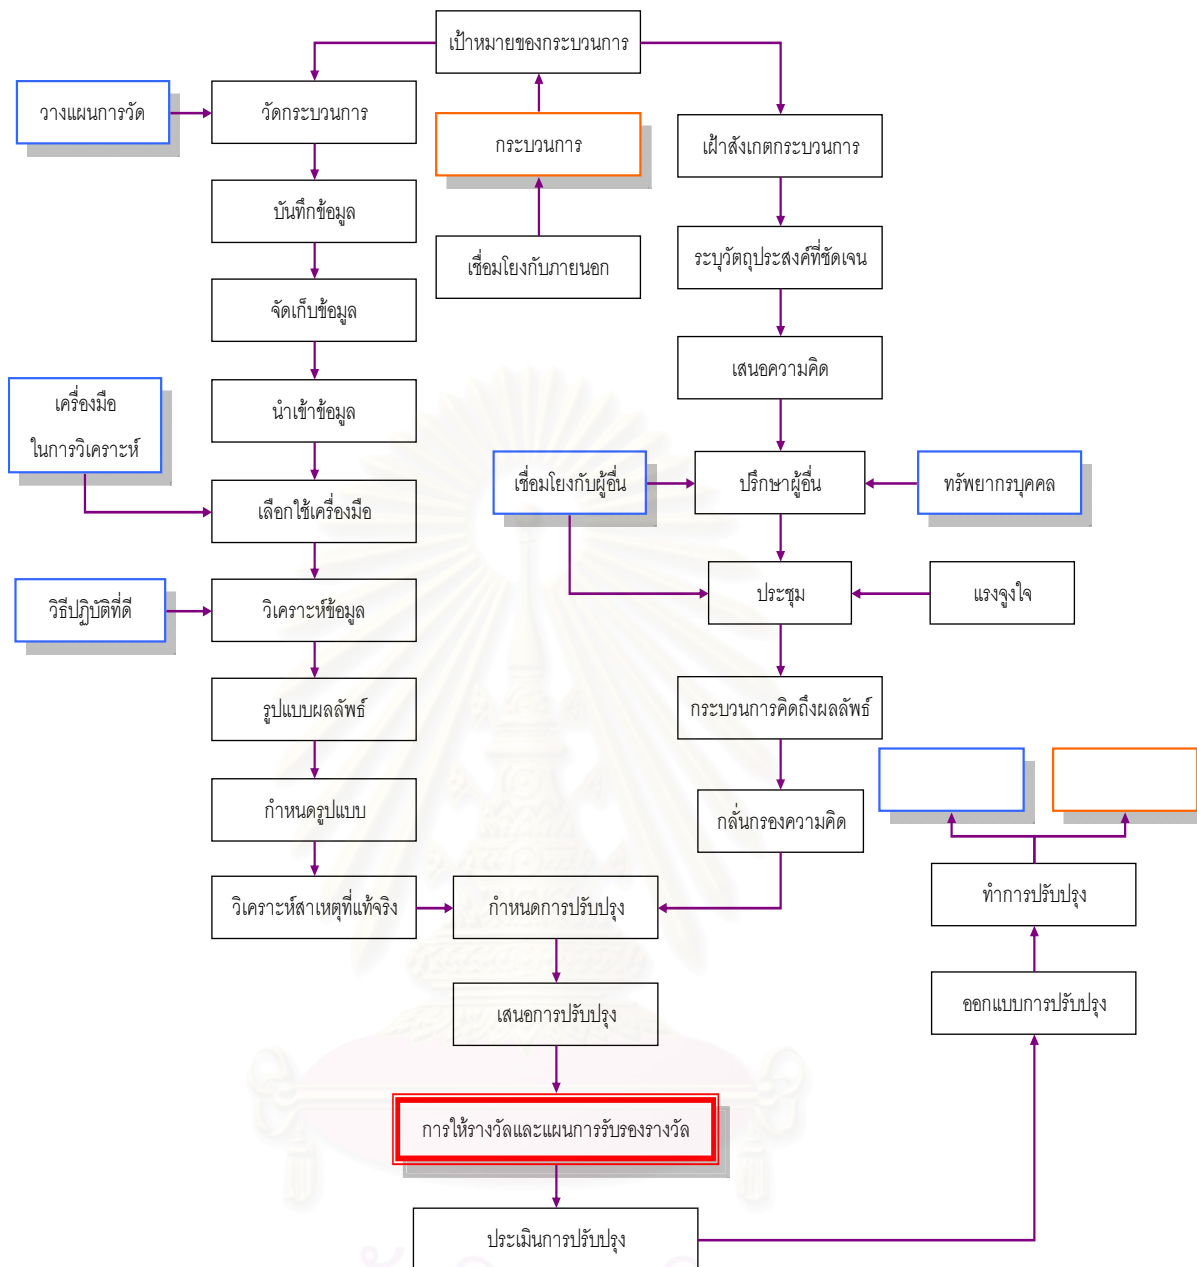 เป้าหมายของกระบวนการ
วางแผนการวัด
วัดกระบวนการ
กระบวนการ
เฝ้าสังเกตกระบวนการ
บันทึกข้อมูล
เชื่อมโยงกับภายนอก
ระบุวัตถุประสงค์ที่ชัดเจน
จัดเก็บข้อมูล
เสนอความคิด
เครื่องมือ
ในการวิเคราะห์
นำเข้าข้อมูล
เชื่อมโยงกับผู้อื่น
ปรึกษาผู้อื่น
ทรัพยากรบุคคล
เลือกใช้เครื่องมือ
วิธีปฏิบัติที่ดี
วิเคราะห์ข้อมูล
ประชุม
แรงจูงใจ
รูปแบบผลลัพธ์
กระบวนการคิดถึงผลลัพธ์
กำหนดรูปแบบ
กลั่นกรองความคิด
วิเคราะห์สาเหตุที่แท้จริง
กำหนดการปรับปรุง
ทำการปรับปรุง
เสนอการปรับปรุง
ออกแบบการปรับปรุง
การให้รางวัลและแผนการรับรองรางวัล
ประเมินการปรับปรุง